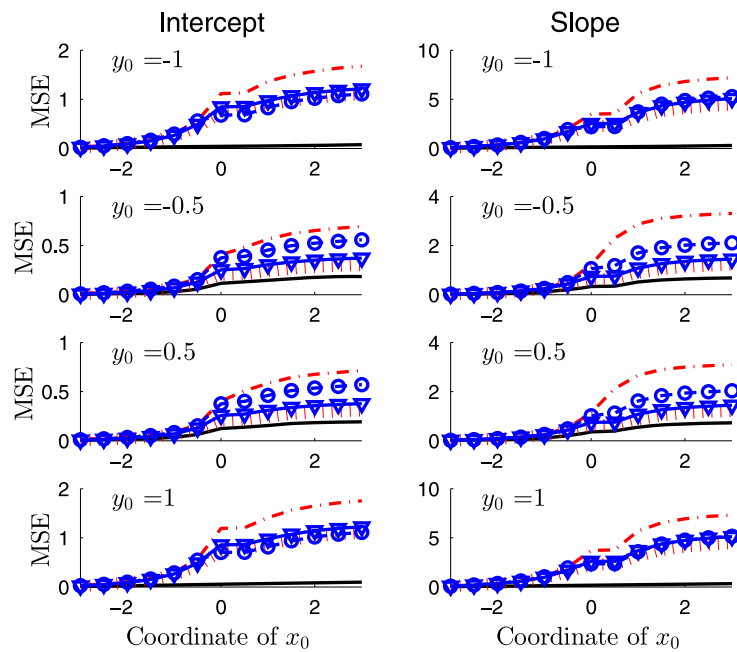 Intercept Slope
2
1
0
MSE
y₀ =-1
−2 0 2
10
5
0
y₀ =-1
−2 0 2
1
0.5
0
MSE
y₀ =-0.5
−2 0 2
4
2
0
y₀ =-0.5
−2 0 2
1
0.5
0
MSE
y₀ =0.5
−2 0 2
4
2
0
y₀ =0.5
−2 0 2
2
1
0
MSE
y₀ =1
−2 0 2
Coordinate of x₀
10
5
0
y₀ =1
−2 0 2
Coordinate of x₀